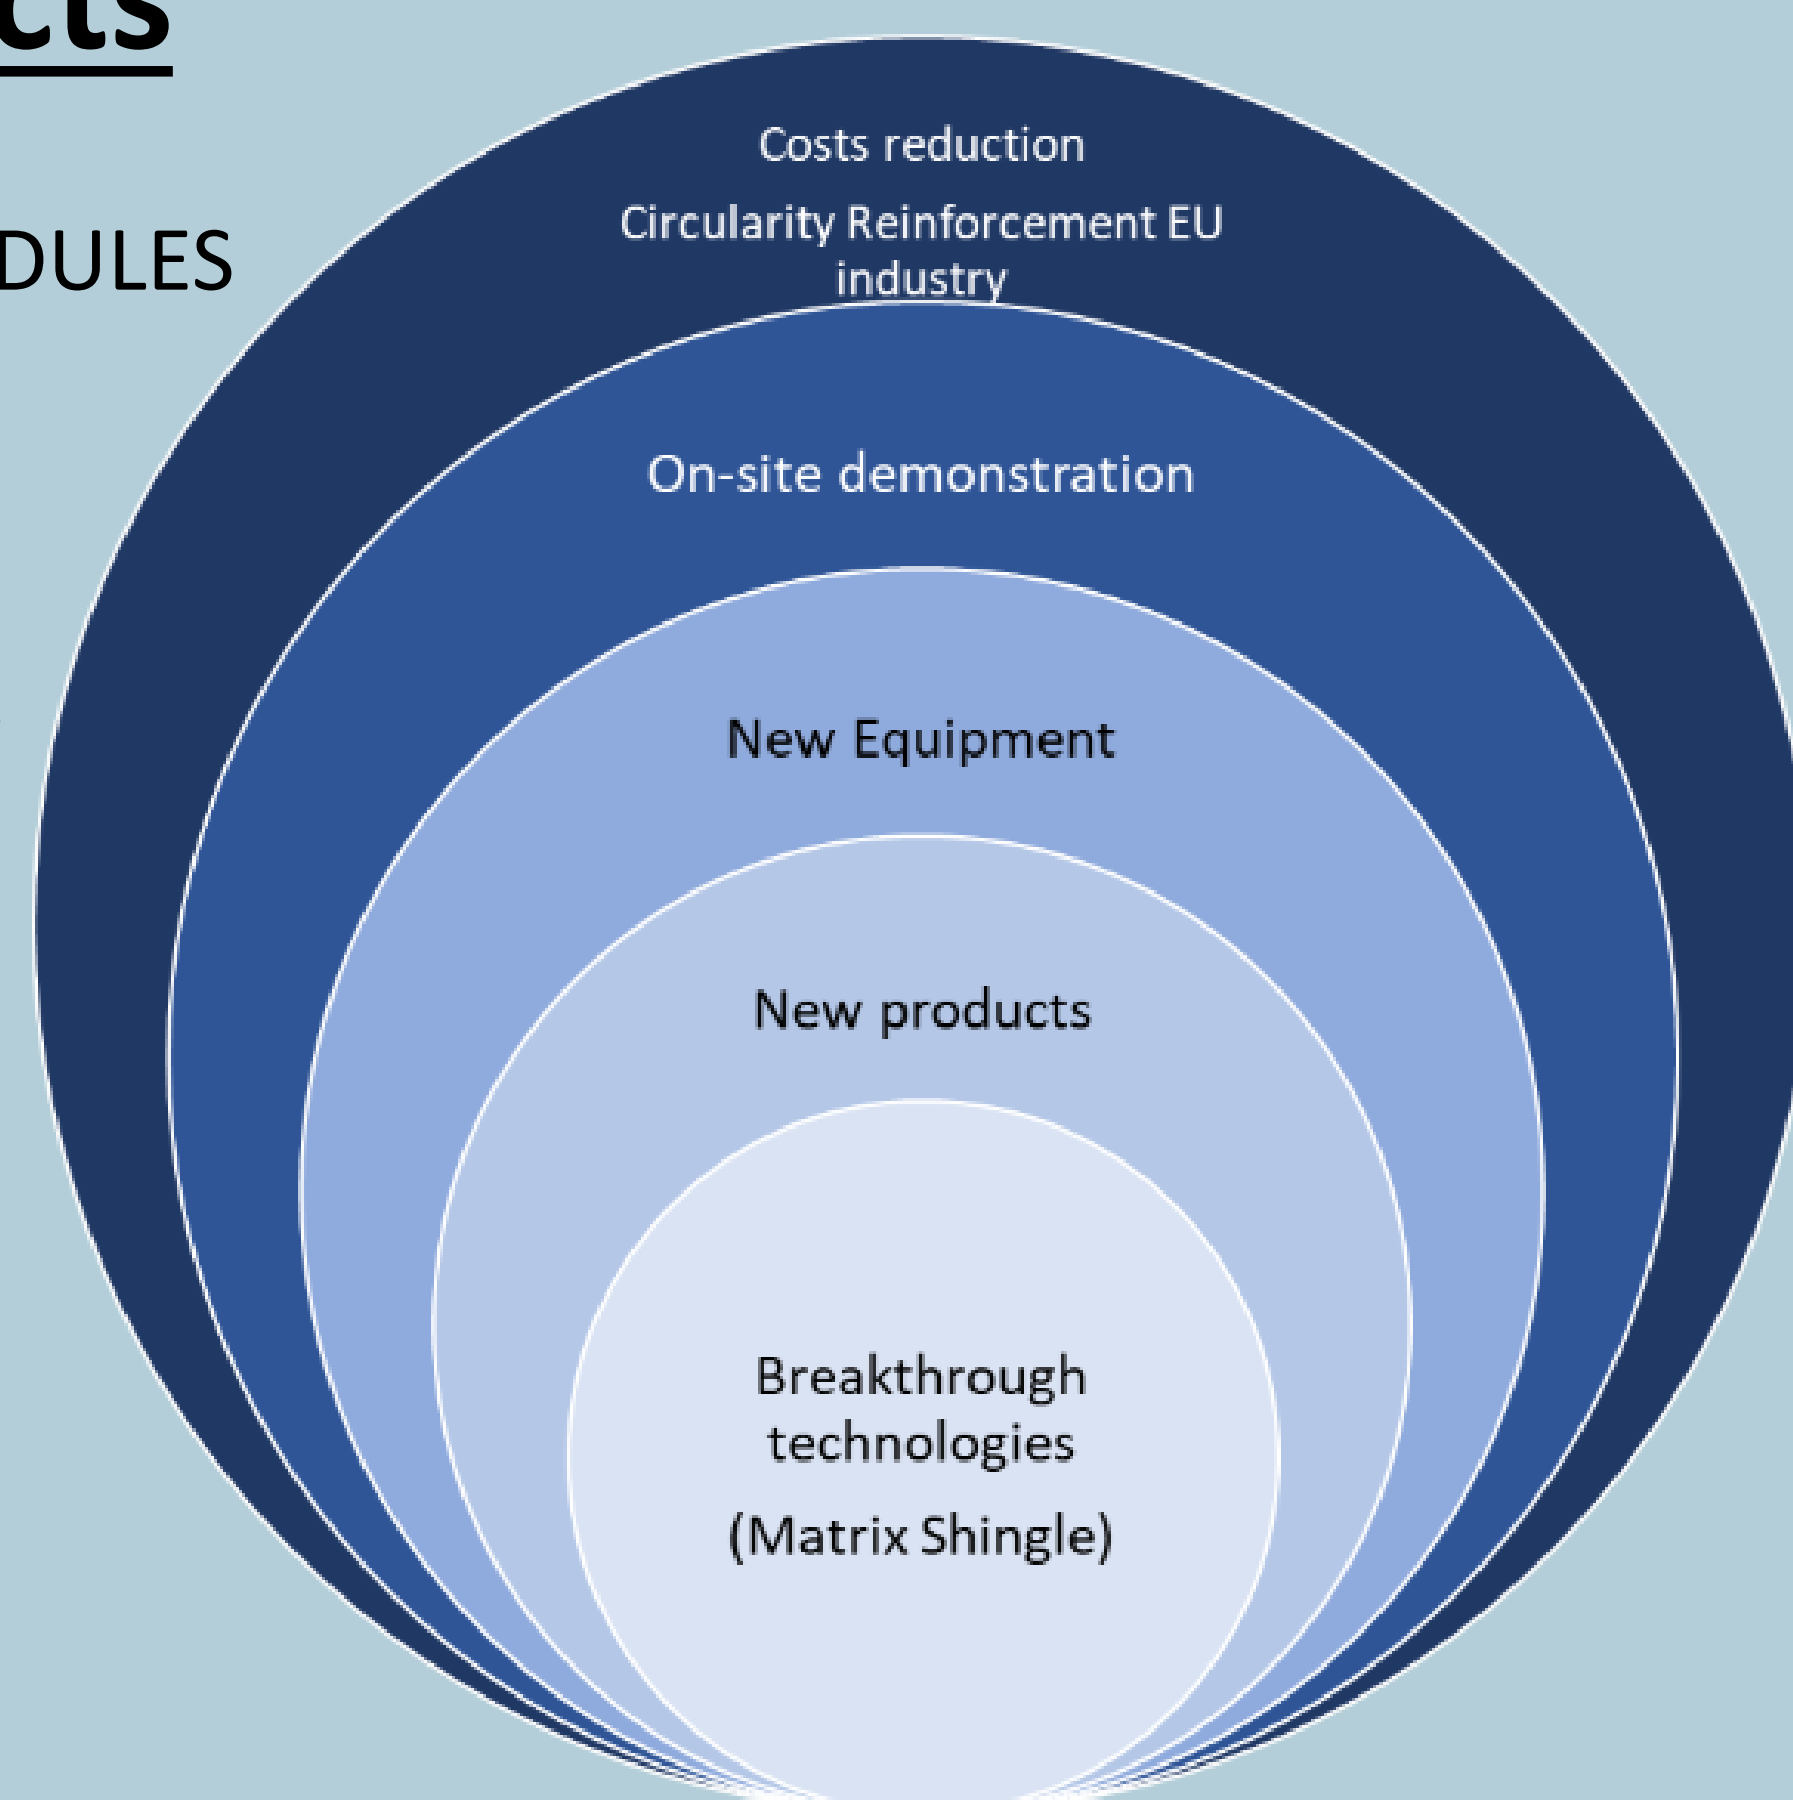 cts
DULES
Costs reduction
Circularity Reinforcement EU
industry
On-site demonstration
New Equipment
New products
Breakthrough
technologies
(Matrix Shingle)